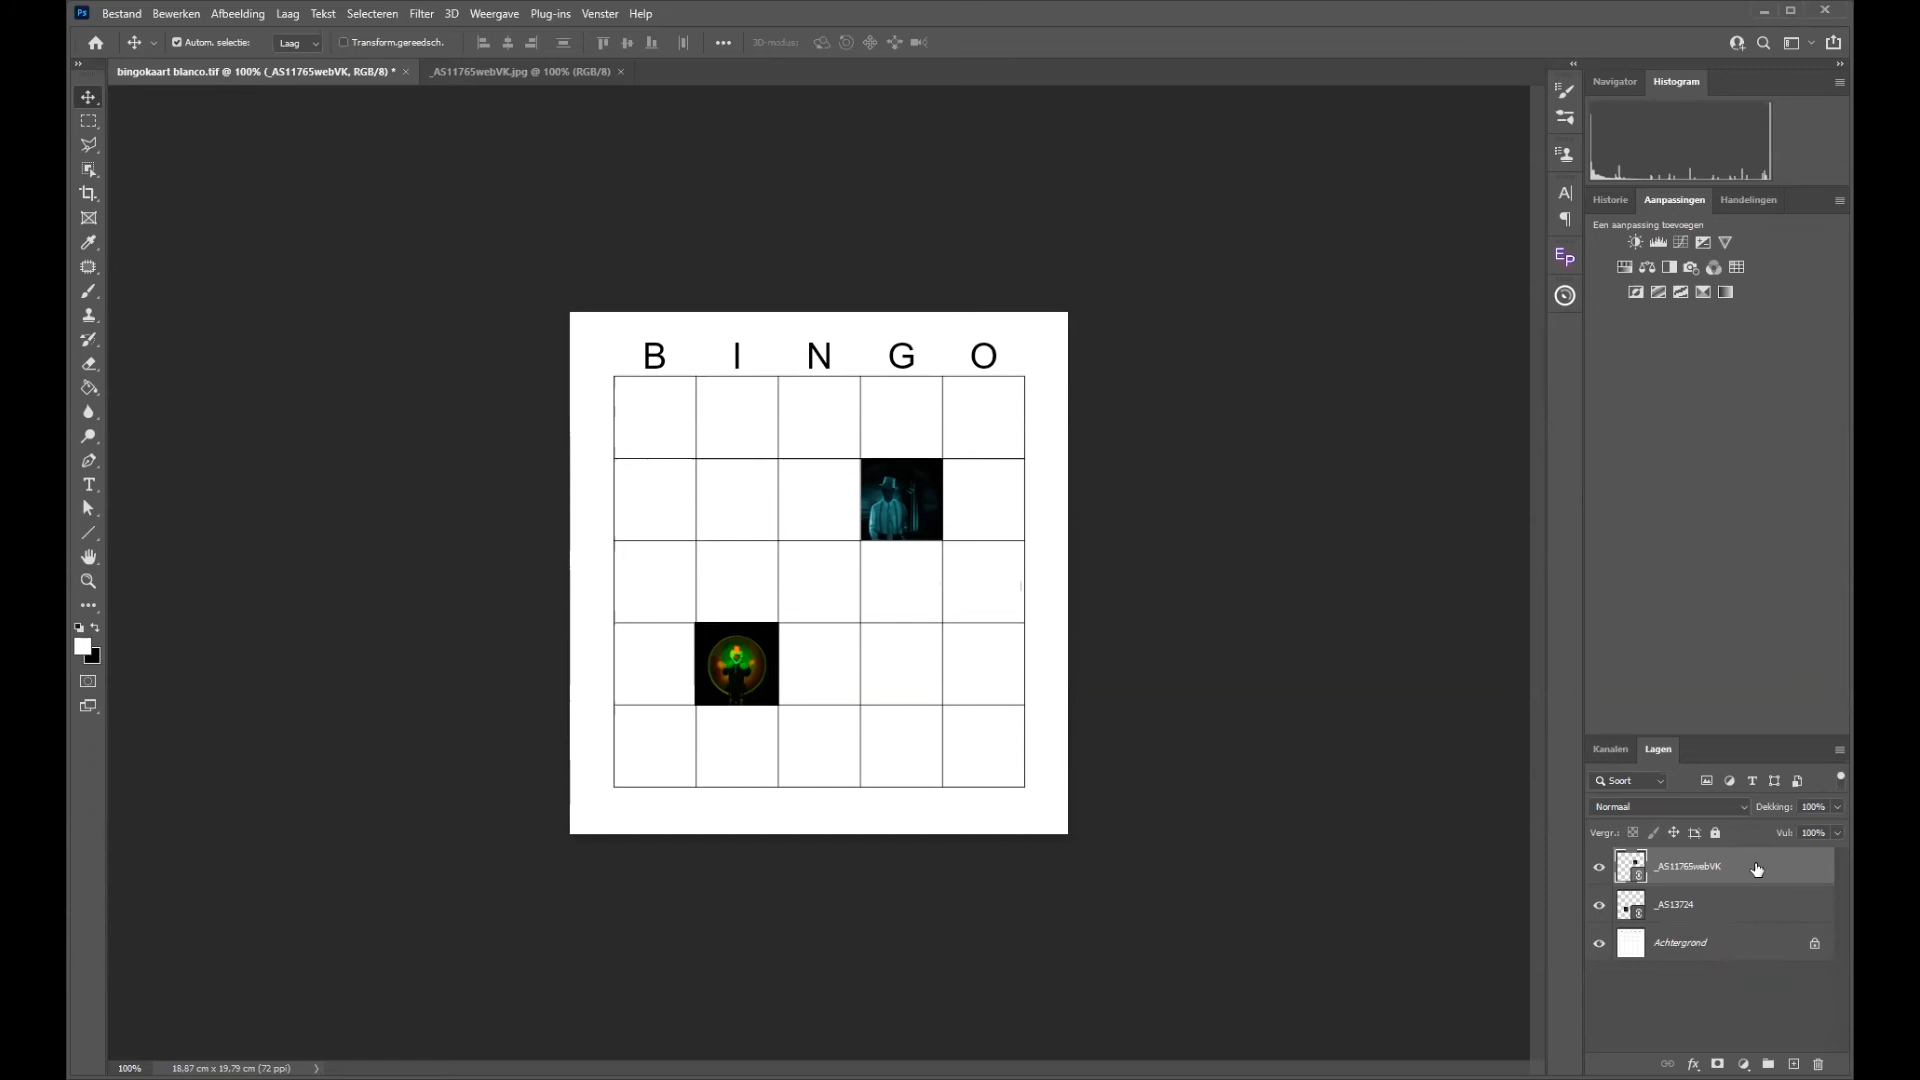 Ps Bestand Bewerken Afbeelding Laag Tekst Selecteren Filter 3D Weergave Plug-ins Venster Help
Autom. selectie: Laag Transform.gereedsch. 3D-modus:
bingokaart blanco.tif @ 100% (_AS11765webVK, RGB/8) * × _AS11765webVK.jpg @ 100% (RGB/8) ×
Navigator Histogram
Historie Aanpassingen Handelingen
Een aanpassing toevoegen
B I N G O
Kanalen Lagen
Soort
Normaal Dekking: 100%
Vergr.: Vul: 100%
_AS11765webVK
_AS13724
Achtergrond
100% 18.87 cm x 19.79 cm (72 ppi)